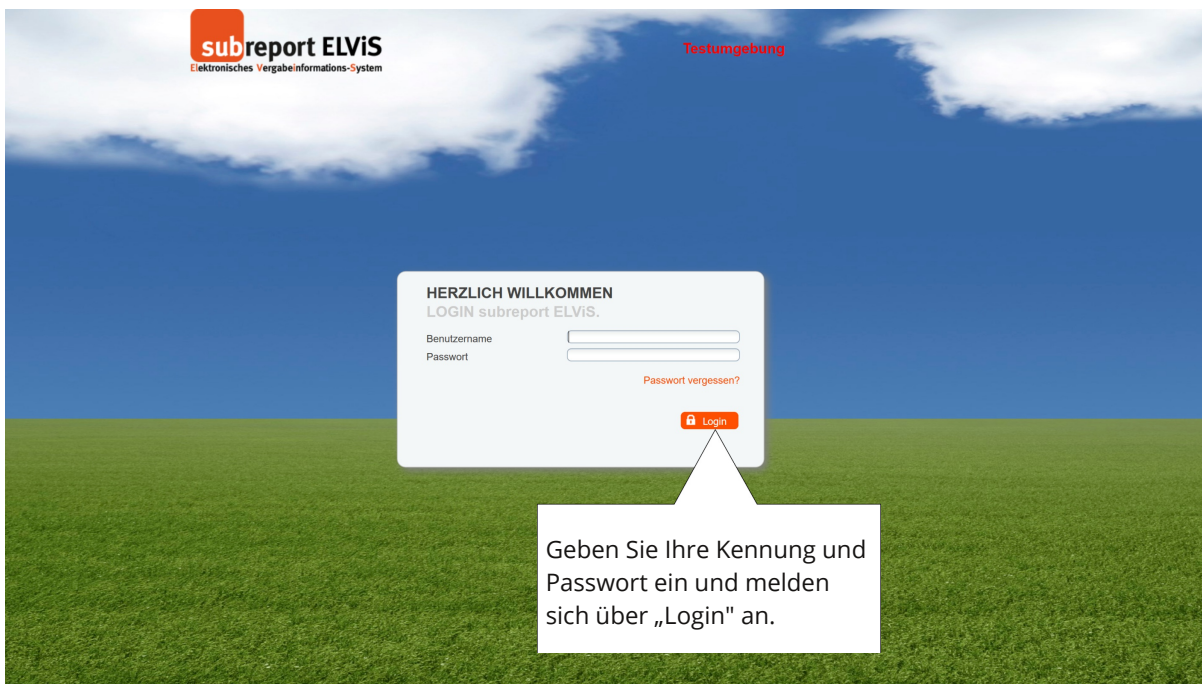 subreport ELViS
Elektronisches VergabeInformations-System
Testumgebung
HERZLICH WILLKOMMEN
LOGIN subreport ELViS.
Benutzername
Passwort
Passwort vergessen?
Login
Geben Sie Ihre Kennung und
Passwort ein und melden
sich über „Login" an.